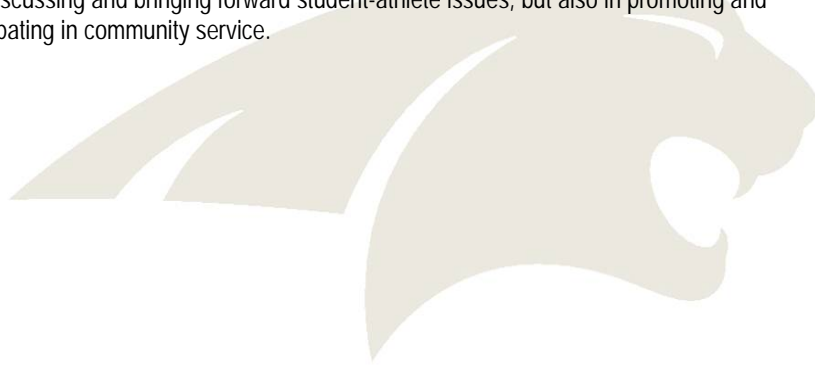 scussing and bringing forward student-athlete issues, but also in promoting and
pating in community service.